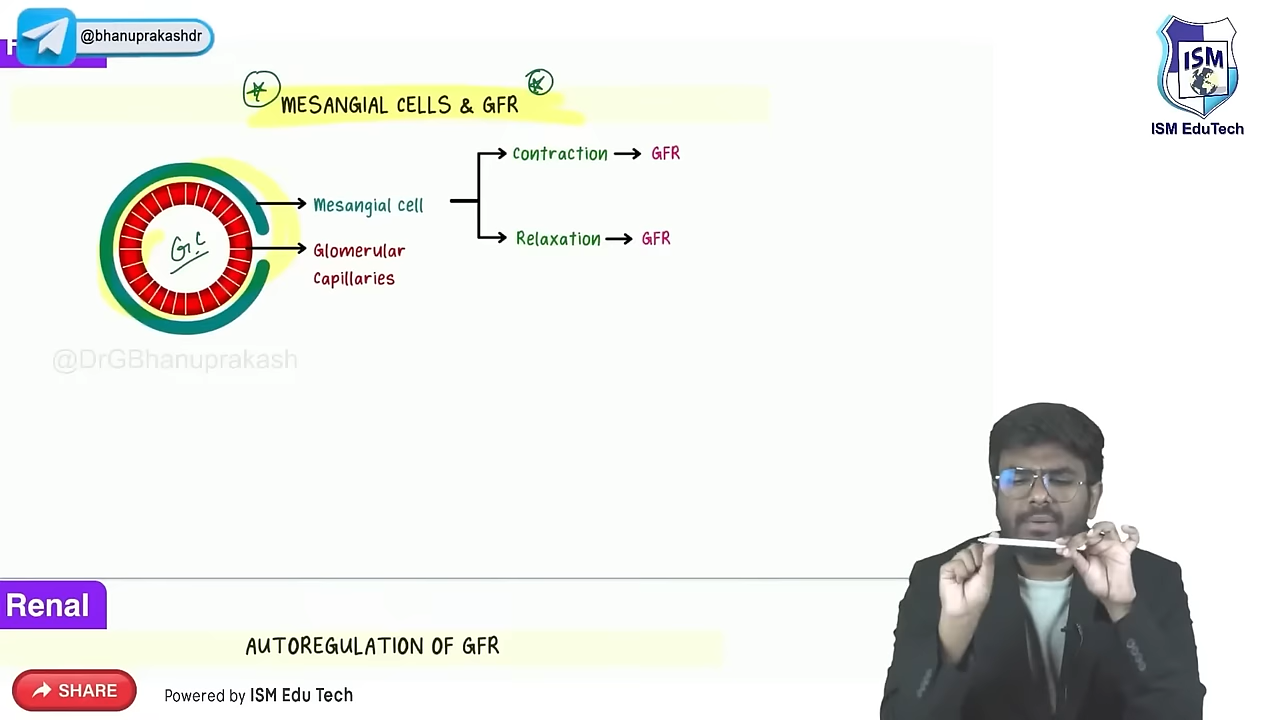 @bhanuprakashdr
ISM
ISM EduTech
MESANGIAL CELLS & GFR
Contraction → GFR
Mesangial cell
G.C
Relaxation → GFR
Glomerular
Capillaries
@DrGBhanuprakash
Renal
AUTOREGULATION OF GFR
SHARE
Powered by ISM Edu Tech